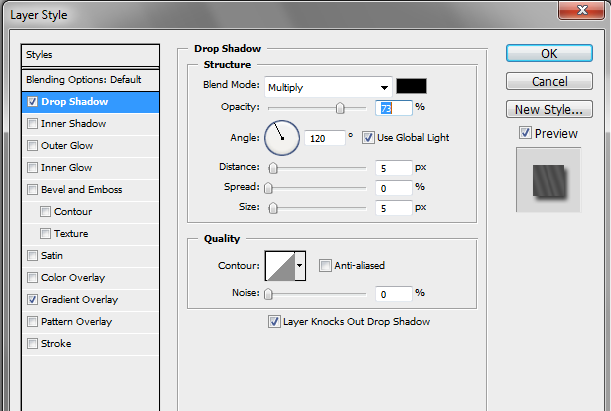 Layer Style
Styles
Blending Options: Default
Drop Shadow
Inner Shadow
Outer Glow
Inner Glow
Bevel and Emboss
Contour
Texture
Satin
Color Overlay
Gradient Overlay
Pattern Overlay
Stroke
Drop Shadow
Structure
Blend Mode: Multiply
Opacity: 73 %
Angle: 120 ° Use Global Light
Distance: 5 px
Spread: 0 %
Size: 5 px
Quality
Contour: Anti-aliased
Noise: 0 %
Layer Knocks Out Drop Shadow
OK
Cancel
New Style...
Preview